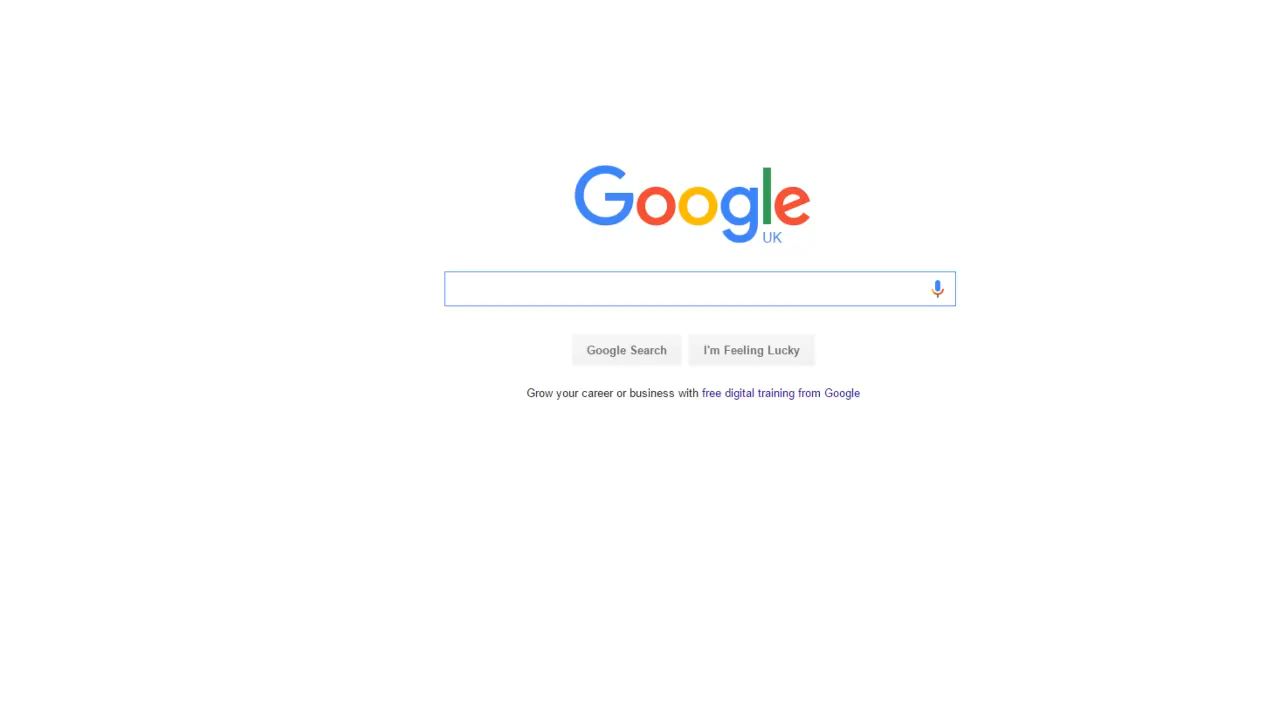 Google
UK
Google Search I'm Feeling Lucky
Grow your career or business with free digital training from Google